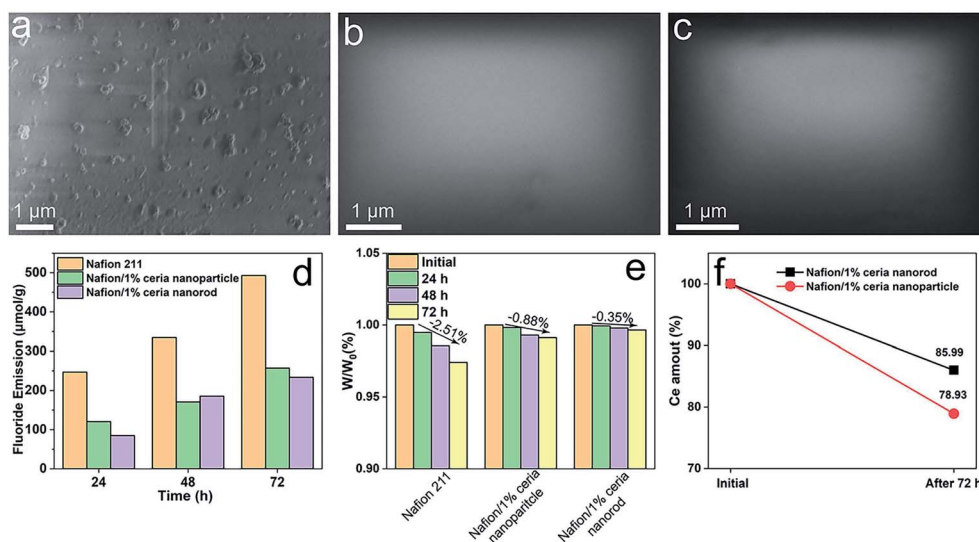 a
1 μm
b
1 μm
c
1 μm
d
Nafion 211
Nafion/1% ceria nanoparticle
Nafion/1% ceria nanorod
Fluoride Emission (μmol/g)
500
400
300
200
100
0
24
48
72
Time (h)
e
Initial
24 h
48 h
72 h
-2.51%
-0.88%
-0.35%
W/W₀(%)
1.05
1.00
0.95
0.90
Nafion 211
Nafion/1% ceria
nanoparitcle
Nafion/1% ceria
nanorod
f
Nafion/1% ceria nanorod
Nafion/1% ceria nanoparticle
Ce amout (%)
100
90
80
70
85.99
78.93
Initial
After 72 h